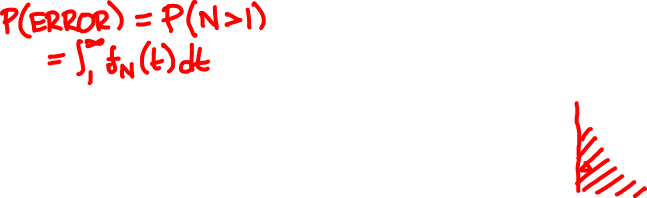 P(ERROR) = P(N>1)
= ∫₁^∞ f_N(t) dt